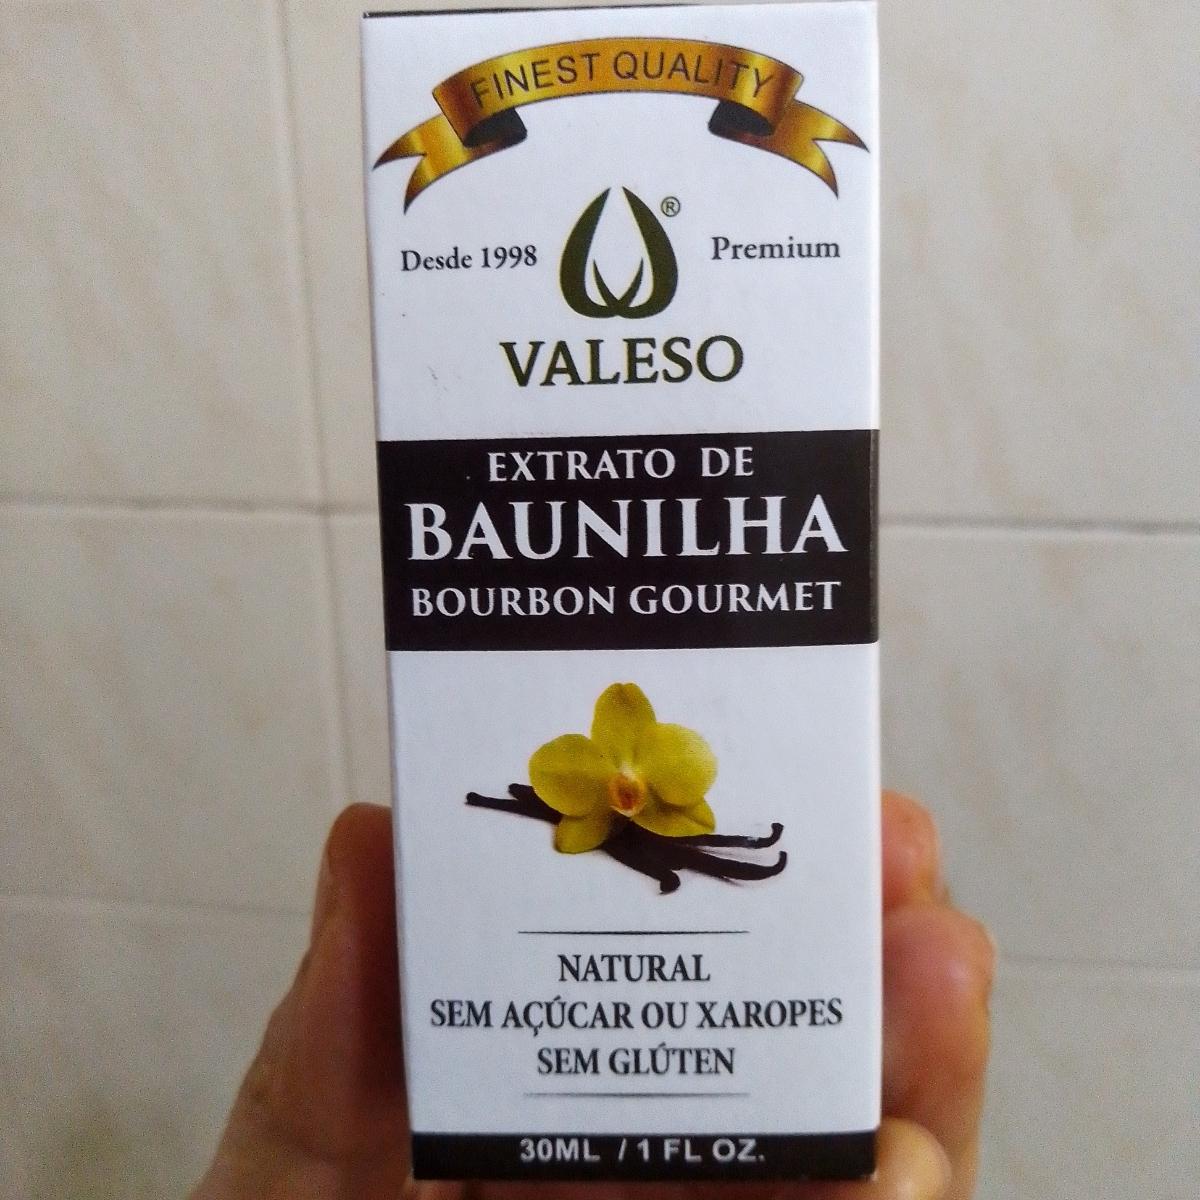 FINEST QUALITY
®
Desde 1998
Premium
VALESO
EXTRATO DE
BAUNILHA
BOURBON GOURMET
NATURAL
SEM AÇÚCAR OU XAROPES
SEM GLÚTEN
30ML / 1 FL OZ.